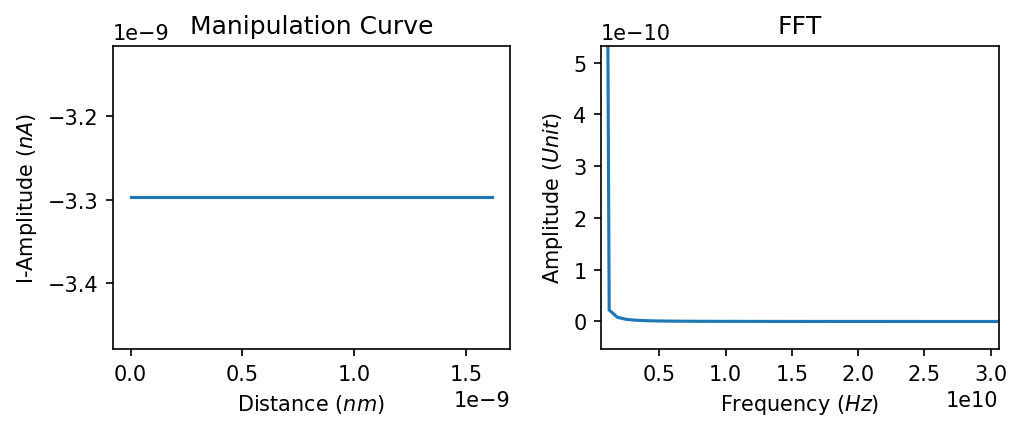 Manipulation Curve
1e−9
−3.2
−3.3
−3.4
I-Amplitude (nA)
0.0 0.5 1.0 1.5
1e−9
Distance (nm)
FFT
1e−10
5
4
3
2
1
0
Amplitude (Unit)
0.5 1.0 1.5 2.0 2.5 3.0
1e10
Frequency (Hz)